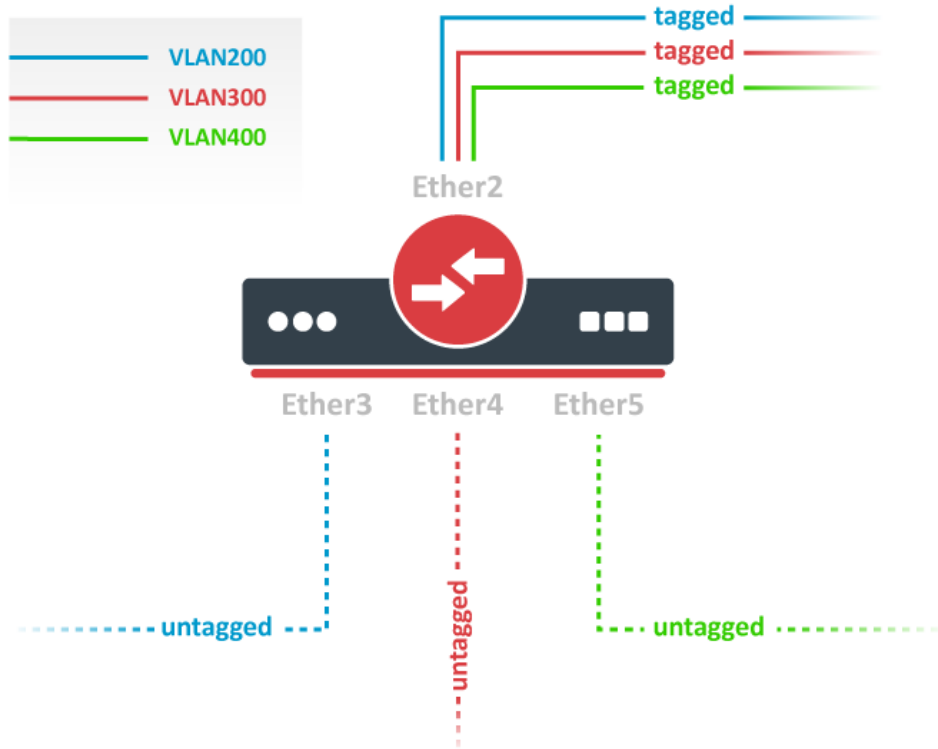 tagged
VLAN200
tagged
VLAN300
tagged
VLAN400
Ether2
Ether3 Ether4 Ether5
untagged
untagged
untagged